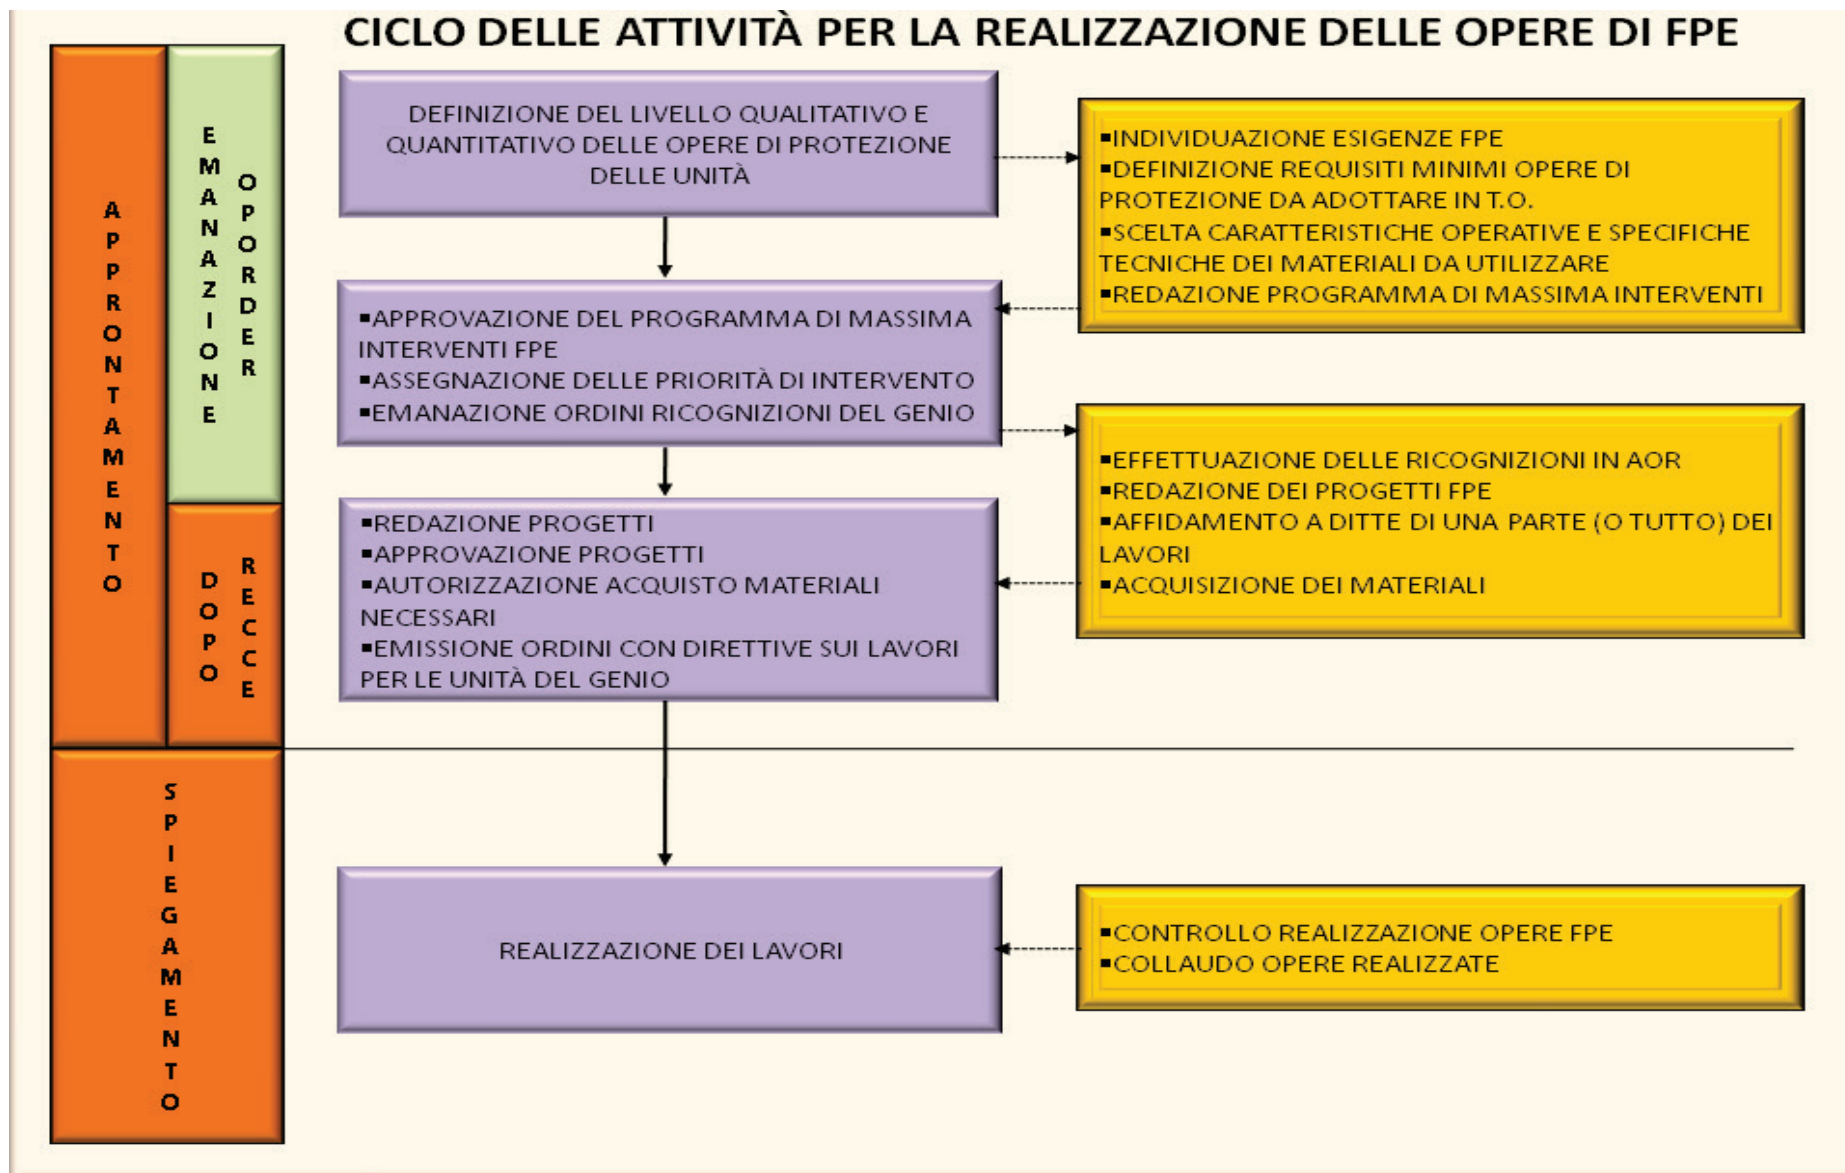 CICLO DELLE ATTIVITÀ PER LA REALIZZAZIONE DELLE OPERE DI FPE
APPRONTAMENTO
EMANAZIONE
OPORDER
DOPO
RECCE
SPIEGAMENTO
DEFINIZIONE DEL LIVELLO QUALITATIVO E
QUANTITATIVO DELLE OPERE DI PROTEZIONE
DELLE UNITÀ
▪INDIVIDUAZIONE ESIGENZE FPE
▪DEFINIZIONE REQUISITI MINIMI OPERE DI
PROTEZIONE DA ADOTTARE IN T.O.
▪SCELTA CARATTERISTICHE OPERATIVE E SPECIFICHE
TECNICHE DEI MATERIALI DA UTILIZZARE
▪REDAZIONE PROGRAMMA DI MASSIMA INTERVENTI
▪APPROVAZIONE DEL PROGRAMMA DI MASSIMA
INTERVENTI FPE
▪ASSEGNAZIONE DELLE PRIORITÀ DI INTERVENTO
▪EMANAZIONE ORDINI RICOGNIZIONI DEL GENIO
▪EFFETTUAZIONE DELLE RICOGNIZIONI IN AOR
▪REDAZIONE DEI PROGETTI FPE
▪AFFIDAMENTO A DITTE DI UNA PARTE (O TUTTO) DEI
LAVORI
▪ACQUISIZIONE DEI MATERIALI
▪REDAZIONE PROGETTI
▪APPROVAZIONE PROGETTI
▪AUTORIZZAZIONE ACQUISTO MATERIALI
NECESSARI
▪EMISSIONE ORDINI CON DIRETTIVE SUI LAVORI
PER LE UNITÀ DEL GENIO
REALIZZAZIONE DEI LAVORI
▪CONTROLLO REALIZZAZIONE OPERE FPE
▪COLLAUDO OPERE REALIZZATE